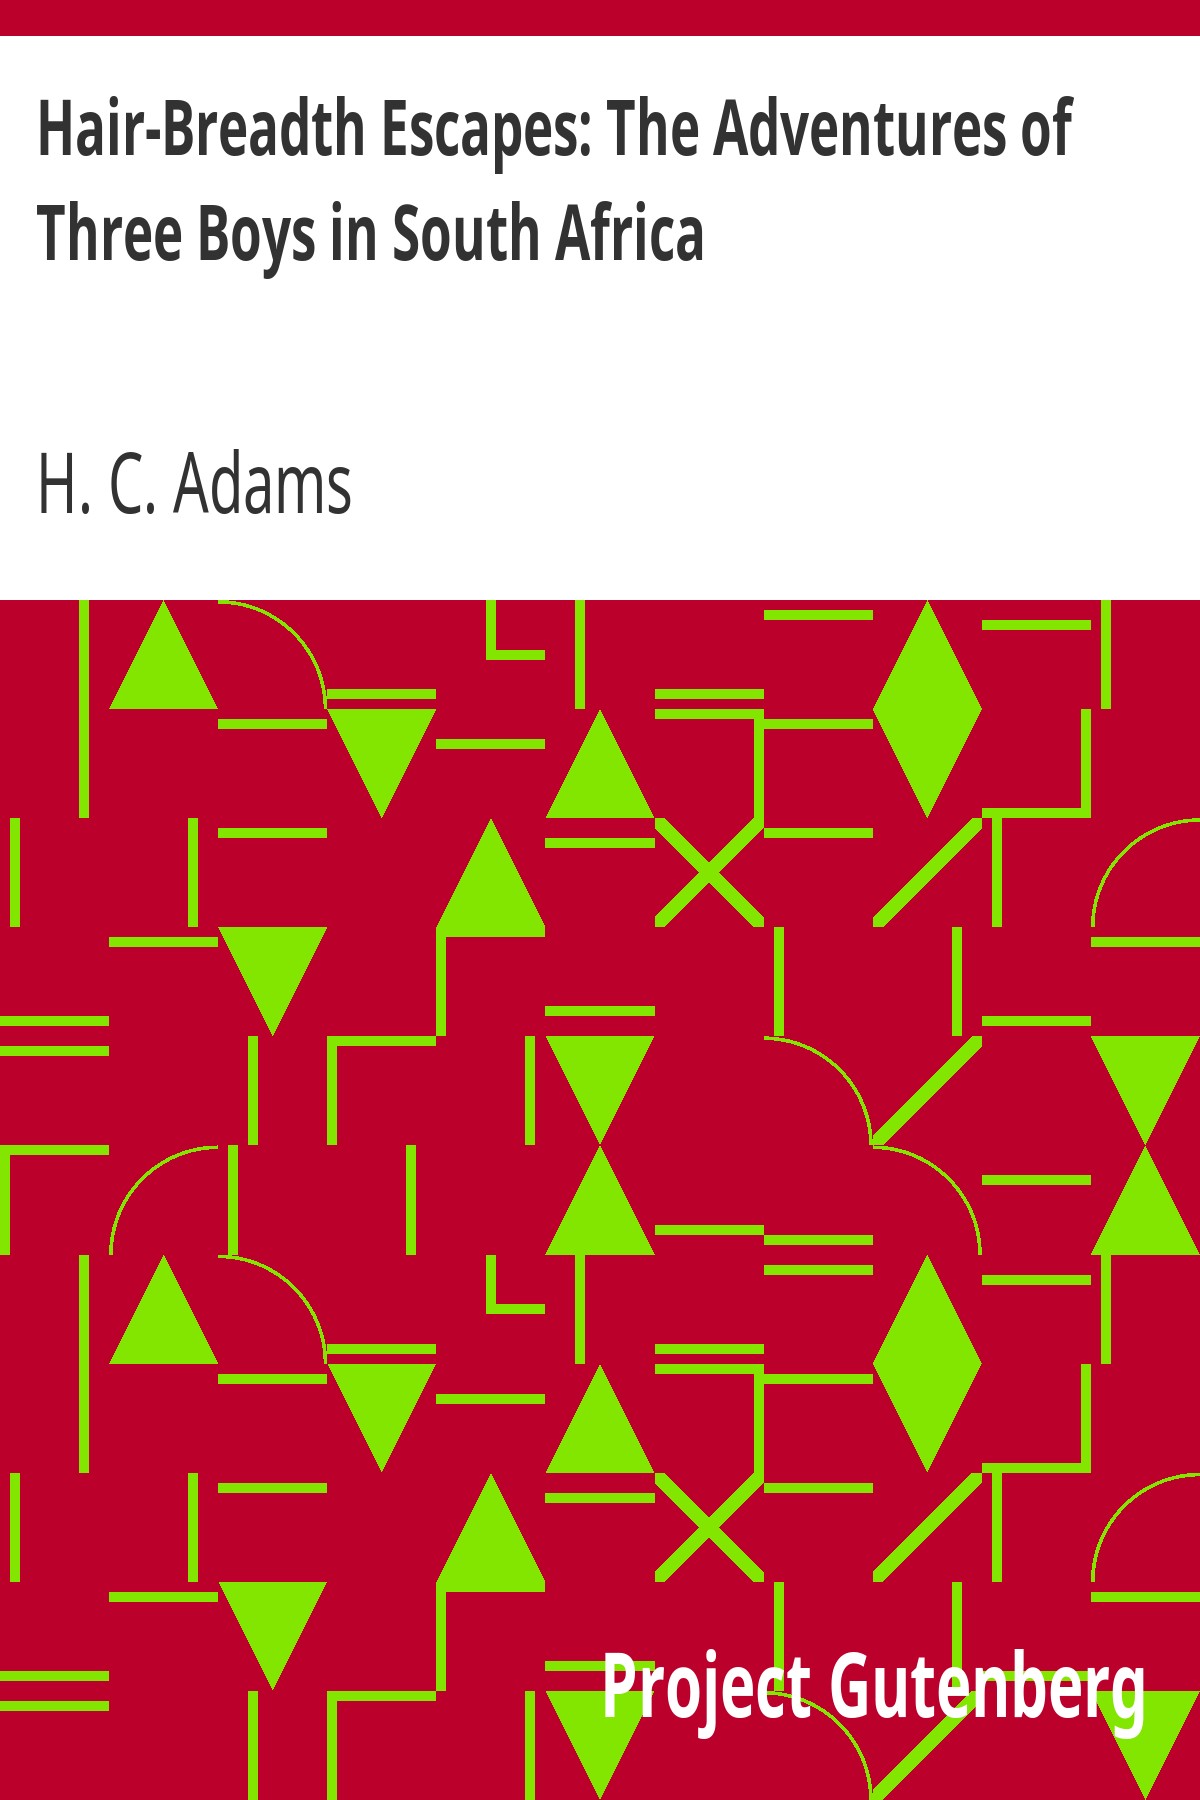 Hair-Breadth Escapes: The Adventures of
Three Boys in South Africa
H. C. Adams
Project Gutenberg